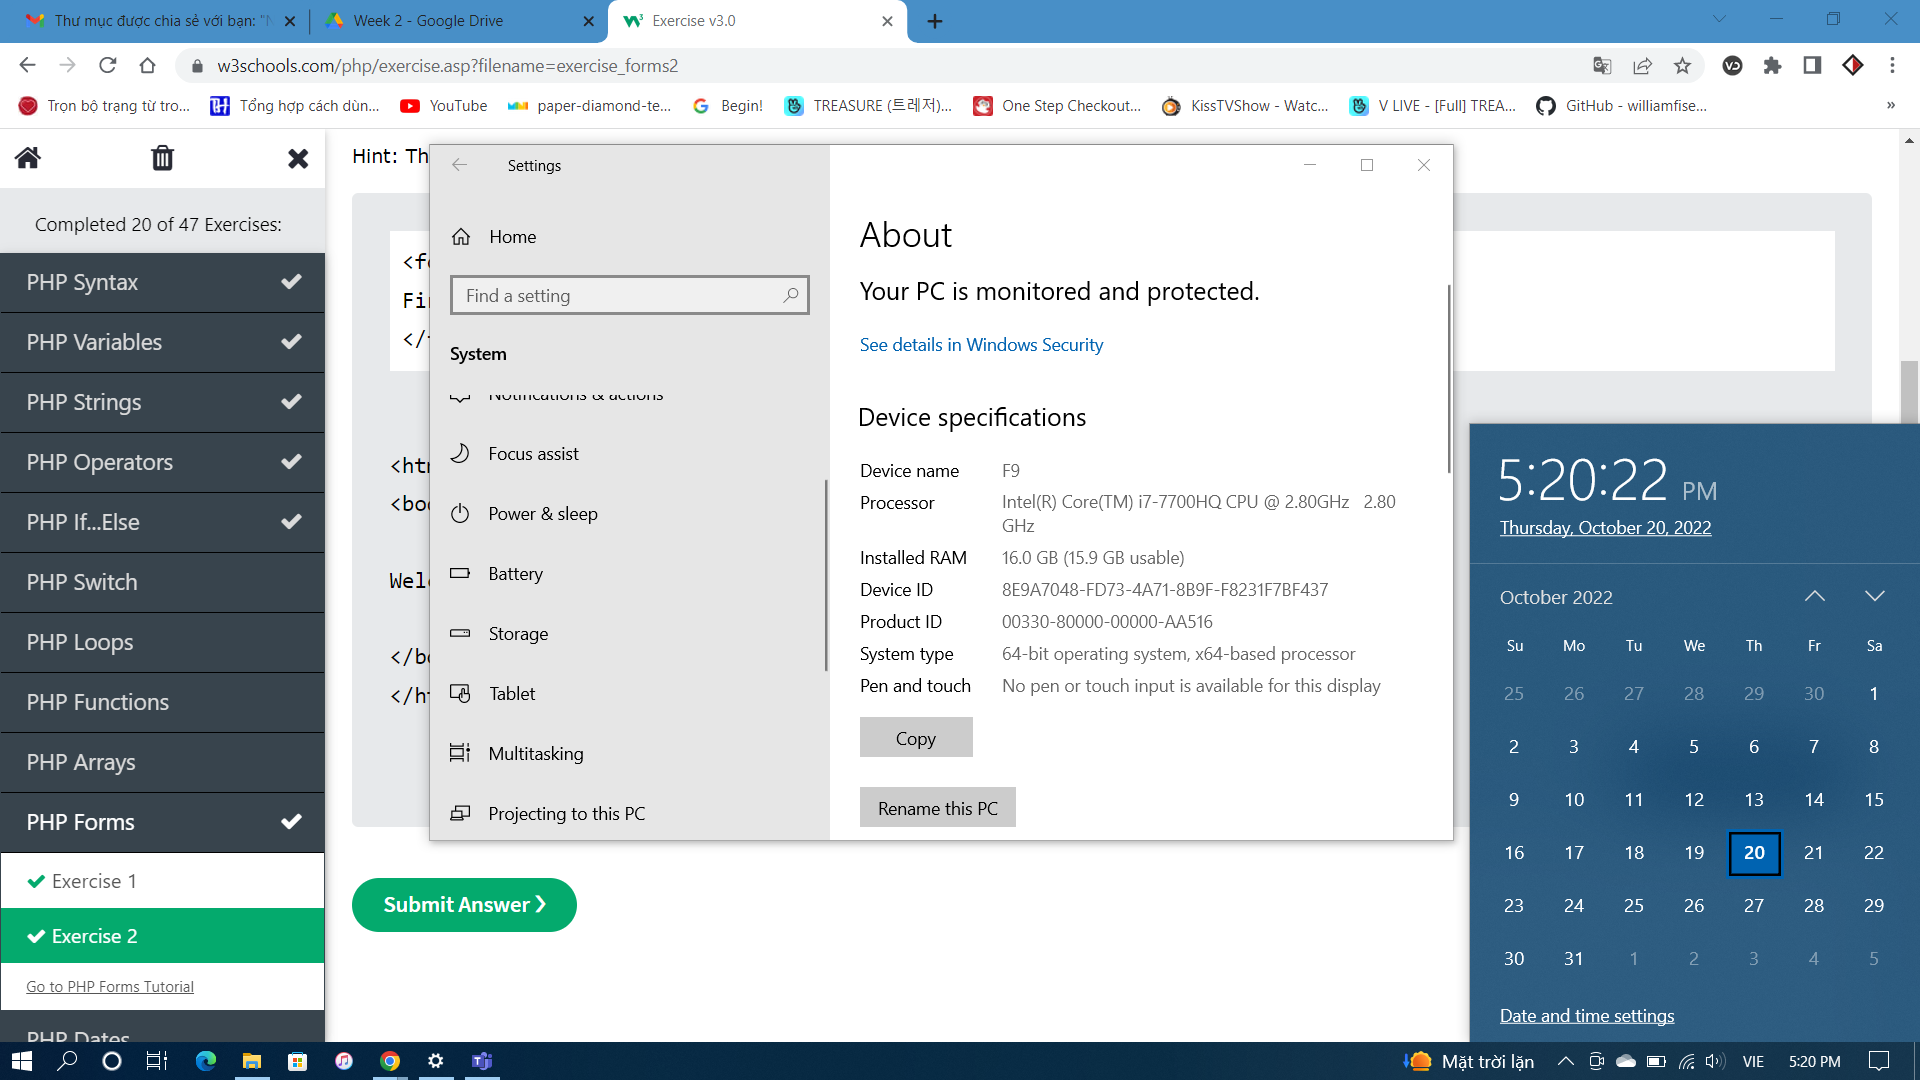 Thư mục được chia sẻ với bạn: "N
Week 2 - Google Drive
Exercise v3.0
w3schools.com/php/exercise.asp?filename=exercise_forms2
Trọn bộ trạng từ tro...
Tổng hợp cách dùn...
YouTube
paper-diamond-te...
Begin!
TREASURE (트레저)...
One Step Checkout...
KissTVShow - Watc...
V LIVE - [Full] TREA...
GitHub - williamfise...
»
Completed 20 of 47 Exercises:
PHP Syntax
PHP Variables
PHP Strings
PHP Operators
PHP If...Else
PHP Switch
PHP Loops
PHP Functions
PHP Arrays
PHP Forms
Exercise 1
Exercise 2
Go to PHP Forms Tutorial
PHP Dates
Hint: Th
<fo
Fir
</f
<htm
<bod
Welc
</bo
</ht
Submit Answer ❯
Settings
Home
Find a setting
System
Notifications & actions
Focus assist
Power & sleep
Battery
Storage
Tablet
Multitasking
Projecting to this PC
About
Your PC is monitored and protected.
See details in Windows Security
Device specifications
Device name F9
Processor Intel(R) Core(TM) i7-7700HQ CPU @ 2.80GHz 2.80
GHz
Installed RAM 16.0 GB (15.9 GB usable)
Device ID 8E9A7048-FD73-4A71-8B9F-F8231F7BF437
Product ID 00330-80000-00000-AA516
System type 64-bit operating system, x64-based processor
Pen and touch No pen or touch input is available for this display
Copy
Rename this PC
5:20:22 PM
Thursday, October 20, 2022
October 2022
Su Mo Tu We Th Fr Sa
25 26 27 28 29 30 1
2 3 4 5 6 7 8
9 10 11 12 13 14 15
16 17 18 19 20 21 22
23 24 25 26 27 28 29
30 31 1 2 3 4 5
Date and time settings
Mặt trời lặn
VIE
5:20 PM